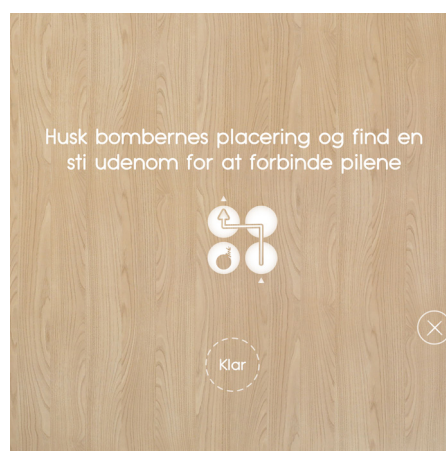 Husk bombernes placering og find en
sti udenom for at forbinde pilene
Klar